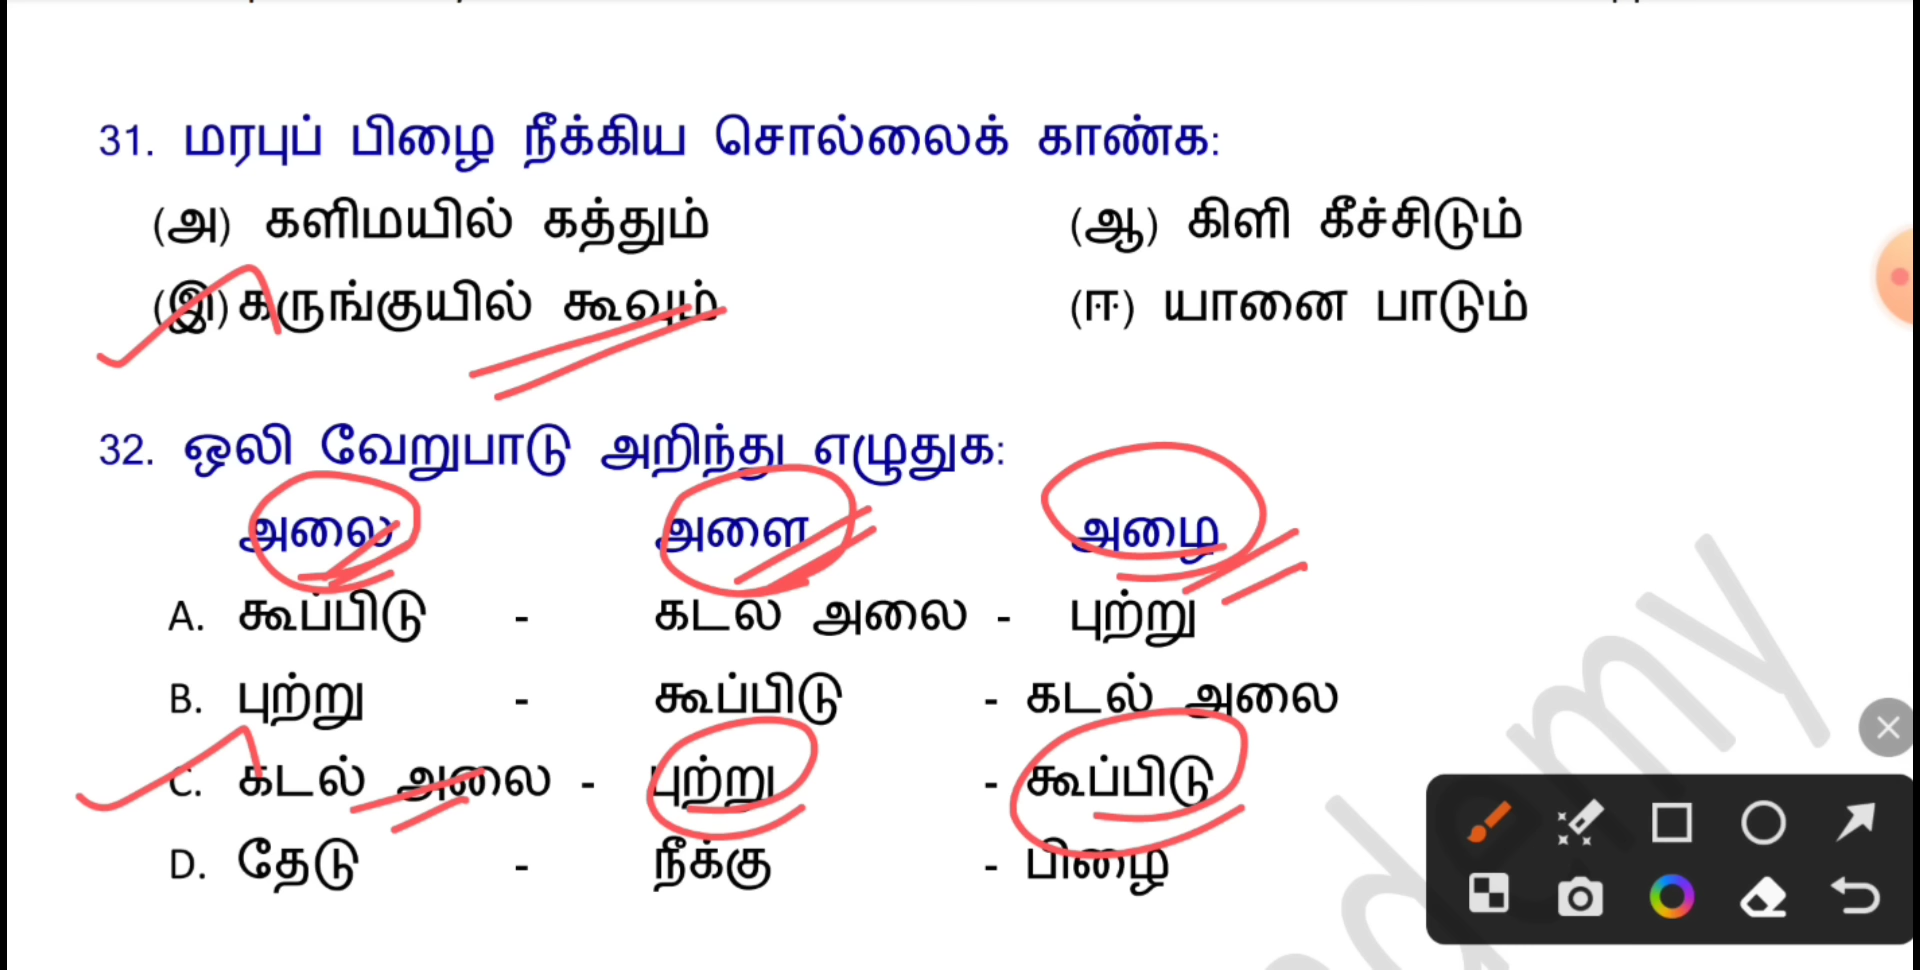 31. மரபுப் பிழை நீக்கிய சொல்லைக் காண்க:
(அ) களிமயில் கத்தும் (ஆ) கிளி கீச்சிடும்
(இ) கருங்குயில் கூவும் (ஈ) யானை பாடும்
32. ஒலி வேறுபாடு அறிந்து எழுதுக:
அலை அளை அழை
A. கூப்பிடு - கடல் அலை - புற்று
B. புற்று - கூப்பிடு - கடல் அலை
C. கடல் அலை - புற்று - கூப்பிடு
D. தேடு - நீக்கு - பிழை